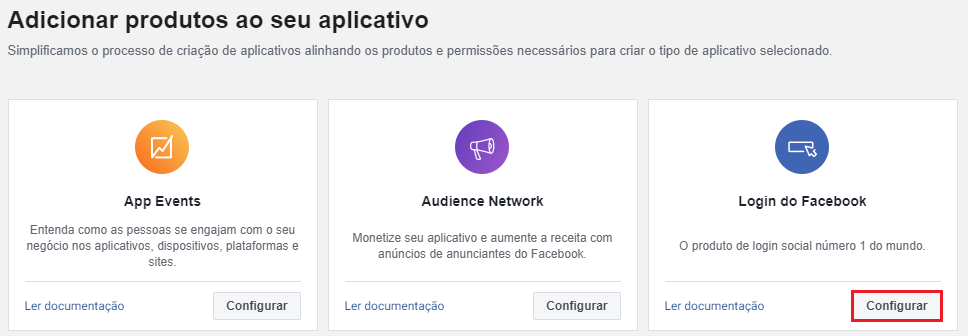 Adicionar produtos ao seu aplicativo
Simplificamos o processo de criação de aplicativos alinhando os produtos e permissões necessários para criar o tipo de aplicativo selecionado.
App Events
Entenda como as pessoas se engajam com o seu
negócio nos aplicativos, dispositivos, plataformas e
sites.
Ler documentação
Configurar
Audience Network
Monetize seu aplicativo e aumente a receita com
anúncios de anunciantes do Facebook.
Ler documentação
Configurar
Login do Facebook
O produto de login social número 1 do mundo.
Ler documentação
Configurar